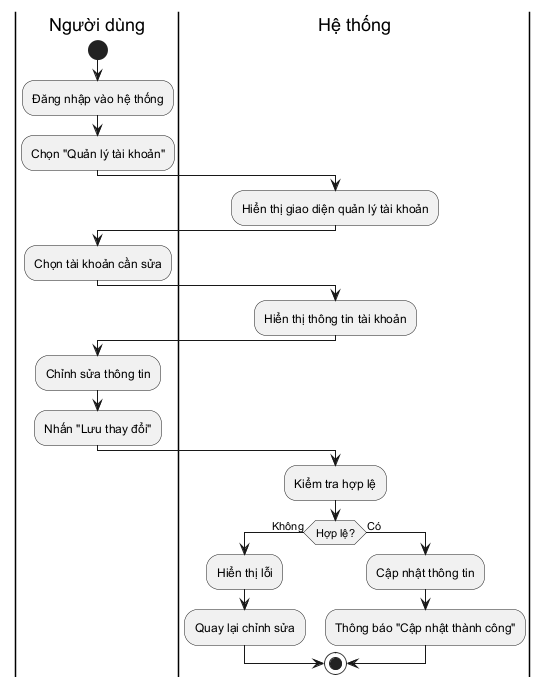 Người dùng
Hệ thống
Đăng nhập vào hệ thống
Chọn "Quản lý tài khoản"
Hiển thị giao diện quản lý tài khoản
Chọn tài khoản cần sửa
Hiển thị thông tin tài khoản
Chỉnh sửa thông tin
Nhấn "Lưu thay đổi"
Kiểm tra hợp lệ
Không
Hợp lệ?
Có
Hiển thị lỗi
Cập nhật thông tin
Quay lại chỉnh sửa
Thông báo "Cập nhật thành công"